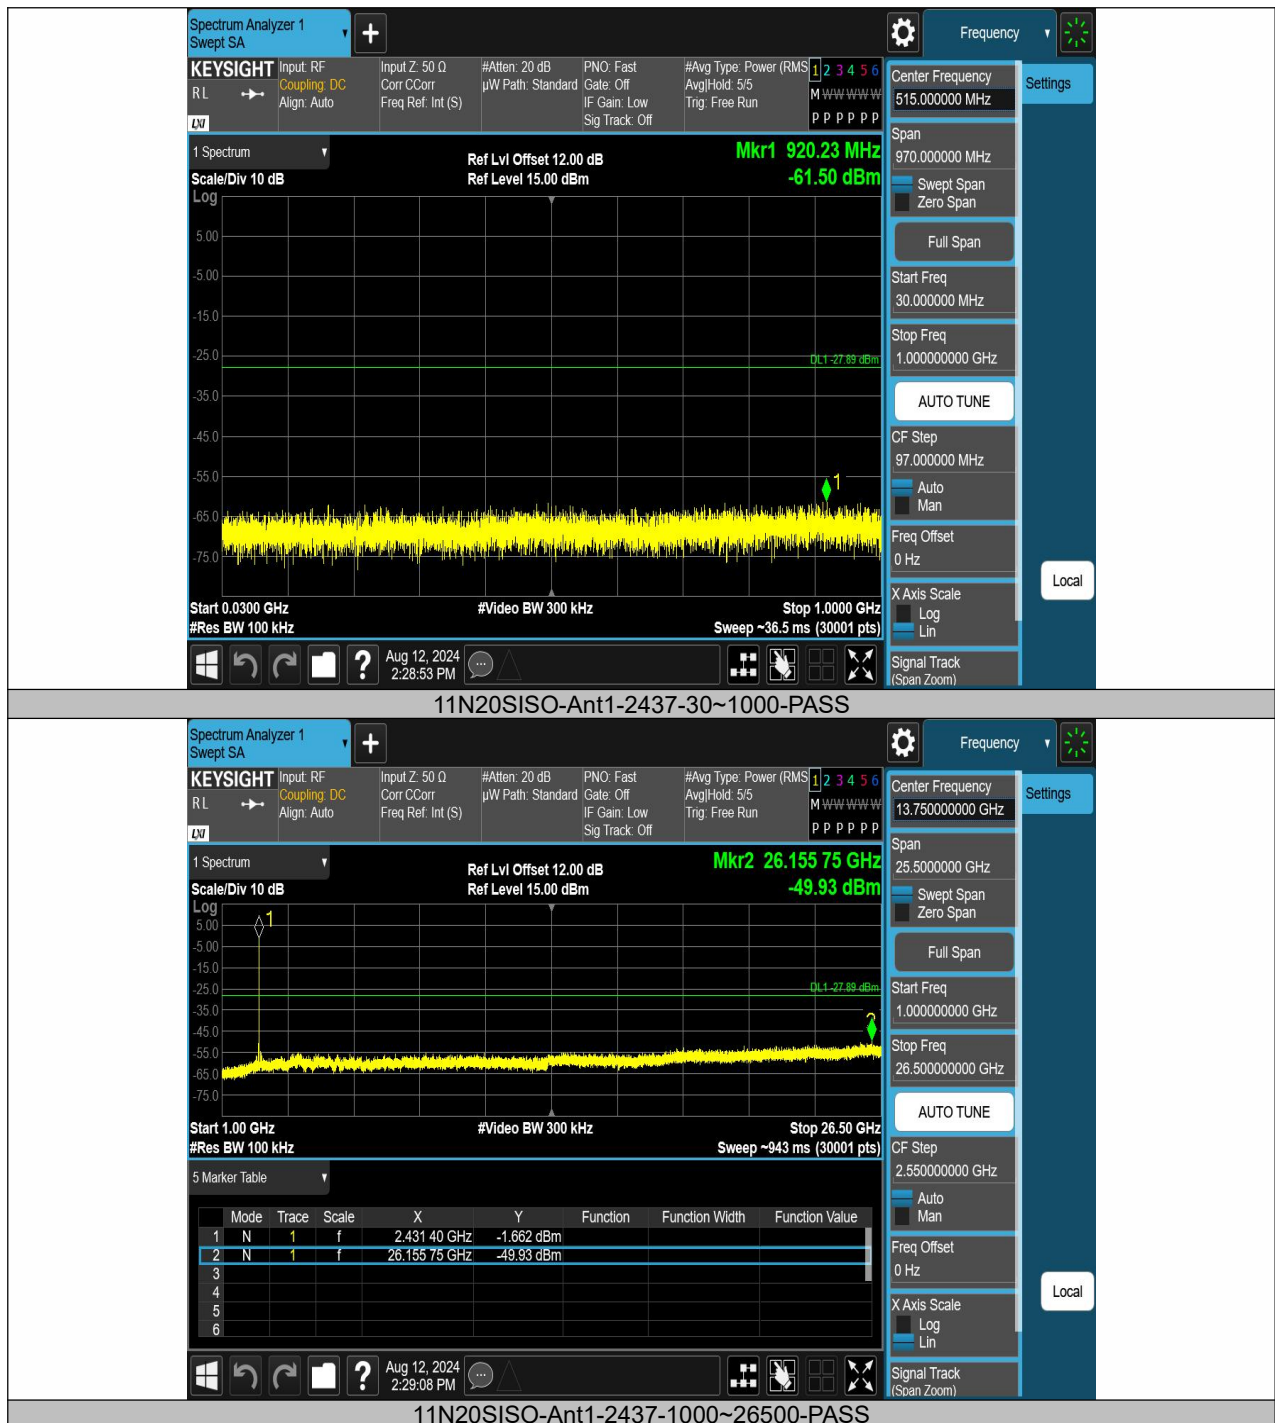 Spectrum Analyzer 1
Swept SA
Frequency
KEYSIGHT
RL
LXI
Input: RF
Coupling: DC
Align: Auto
Input Z: 50 Ω
Corr CCorr
Freq Ref: Int (S)
#Atten: 20 dB
µW Path: Standard
PNO: Fast
Gate: Off
IF Gain: Low
Sig Track: Off
#Avg Type: Power (RMS
Avg|Hold: 5/5
Trig: Free Run
1 2 3 4 5 6
M W W W W W
P P P P P P
Center Frequency
515.000000 MHz
Settings
Span
970.000000 MHz
Swept Span
Zero Span
Full Span
Start Freq
30.000000 MHz
Stop Freq
1.000000000 GHz
AUTO TUNE
CF Step
97.000000 MHz
Auto
Man
Freq Offset
0 Hz
X Axis Scale
Log
Lin
Signal Track
(Span Zoom)
Local
1 Spectrum
Scale/Div 10 dB
Ref Lvl Offset 12.00 dB
Ref Level 15.00 dBm
Mkr1 920.23 MHz
-61.50 dBm
Log
5.00
-5.00
-15.0
-25.0
DL1 -27.89 dBm
-35.0
-45.0
-55.0
1
-65.0
-75.0
Start 0.0300 GHz
#Video BW 300 kHz
Stop 1.0000 GHz
#Res BW 100 kHz
Sweep ~36.5 ms (30001 pts)
?
Aug 12, 2024
2:28:53 PM
11N20SISO-Ant1-2437-30~1000-PASS
Spectrum Analyzer 1
Swept SA
Frequency
KEYSIGHT
RL
LXI
Input: RF
Coupling: DC
Align: Auto
Input Z: 50 Ω
Corr CCorr
Freq Ref: Int (S)
#Atten: 20 dB
µW Path: Standard
PNO: Fast
Gate: Off
IF Gain: Low
Sig Track: Off
#Avg Type: Power (RMS
Avg|Hold: 5/5
Trig: Free Run
1 2 3 4 5 6
M W W W W W
P P P P P P
Center Frequency
13.750000000 GHz
Settings
Span
25.5000000 GHz
Swept Span
Zero Span
Full Span
Start Freq
1.000000000 GHz
Stop Freq
26.500000000 GHz
AUTO TUNE
CF Step
2.550000000 GHz
Auto
Man
Freq Offset
0 Hz
X Axis Scale
Log
Lin
Signal Track
(Span Zoom)
Local
1 Spectrum
Scale/Div 10 dB
Ref Lvl Offset 12.00 dB
Ref Level 15.00 dBm
Mkr2 26.155 75 GHz
-49.93 dBm
Log
1
5.00
-5.00
-15.0
-25.0
DL1 -27.89 dBm
-35.0
2
-45.0
-55.0
-65.0
-75.0
Start 1.00 GHz
#Video BW 300 kHz
Stop 26.50 GHz
#Res BW 100 kHz
Sweep ~943 ms (30001 pts)
5 Marker Table
Mode Trace Scale X Y Function Function Width Function Value
1 N 1 f 2.431 40 GHz -1.662 dBm
2 N 1 f 26.155 75 GHz -49.93 dBm
3
4
5
6
?
Aug 12, 2024
2:29:08 PM
11N20SISO-Ant1-2437-1000~26500-PASS